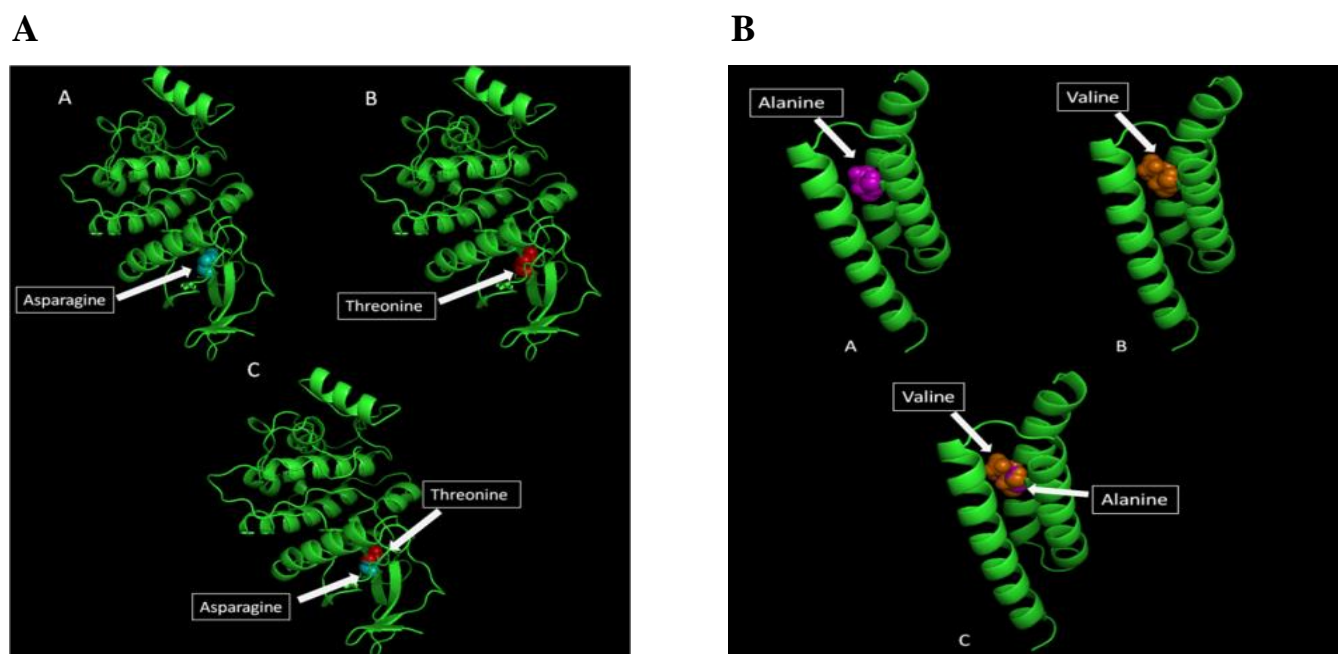 A
A
B
Asparagine
Threonine
C
Threonine
Asparagine
B
Alanine
Valine
A
B
Valine
Alanine
C